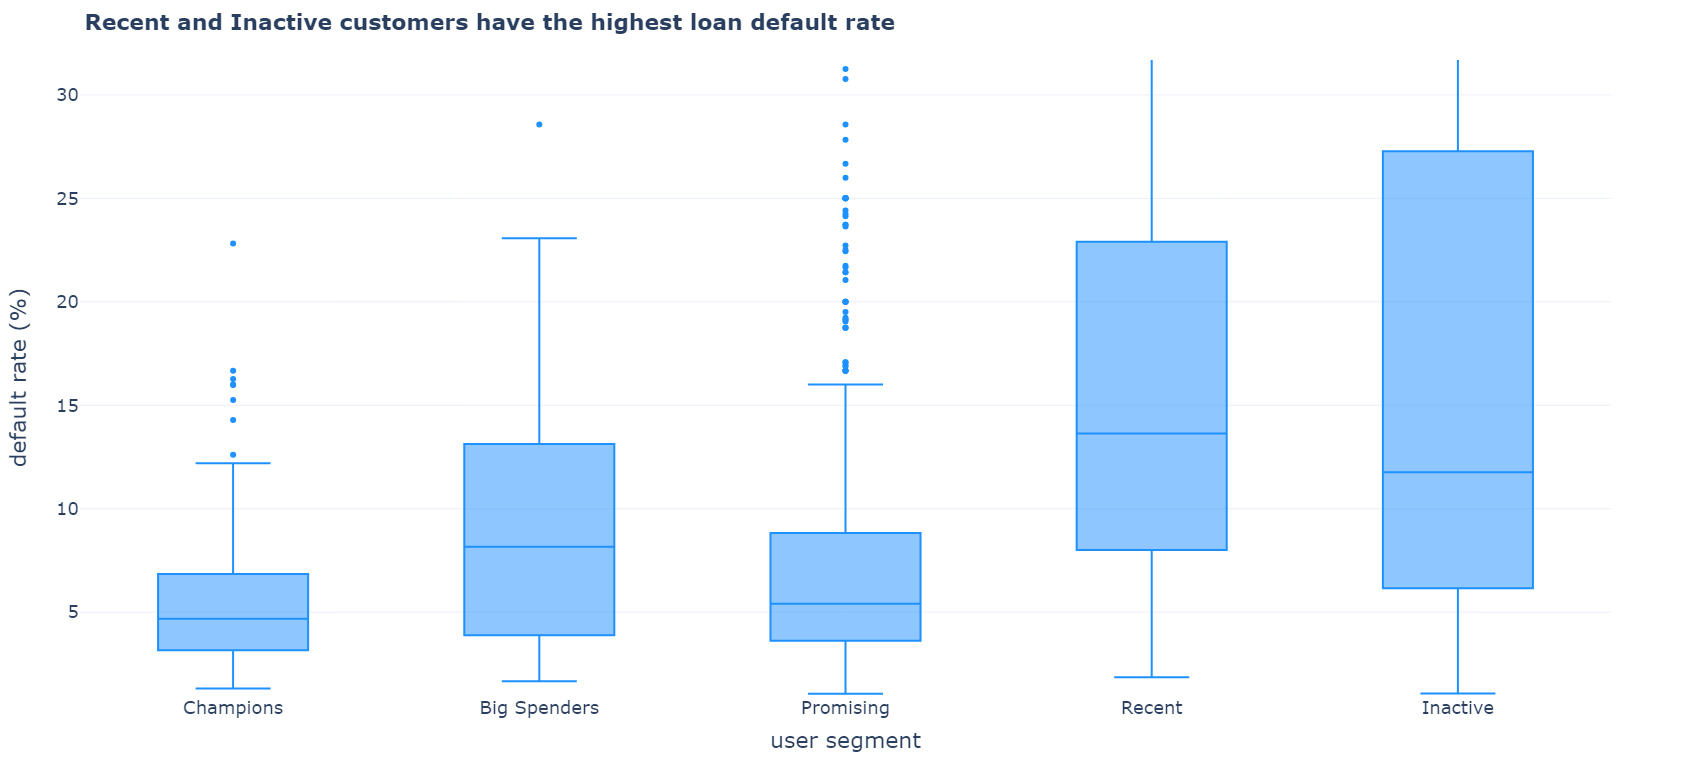 Recent and Inactive customers have the highest loan default rate
30
25
20
15
10
5
default rate (%)
Champions
Big Spenders
Promising
Recent
Inactive
user segment